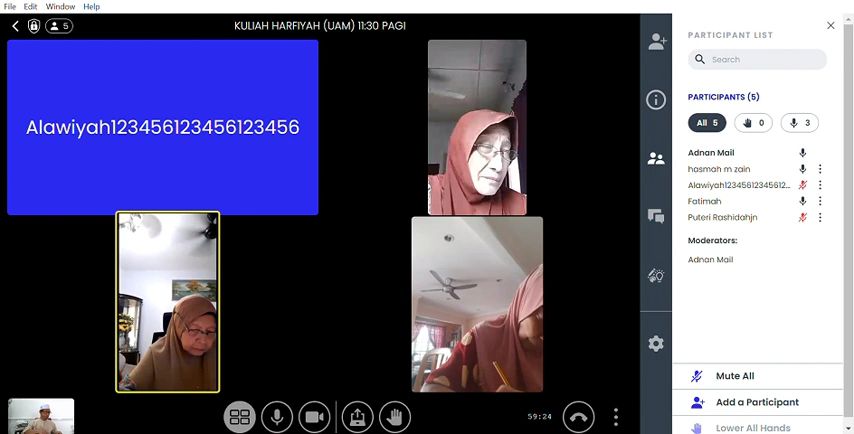 File Edit Window Help
5
KULIAH HARFIYAH (UAM) 11:30 PAGI
Alawiyah123456123456123456
59:24
PARTICIPANT LIST
Search
PARTICIPANTS (5)
All 5
0
3
Adnan Mail
hasmah m zain
Alawiyah12345612345612...
Fatimah
Puteri Rashidahjn
Moderators:
Adnan Mail
Mute All
Add a Participant
Lower All Hands